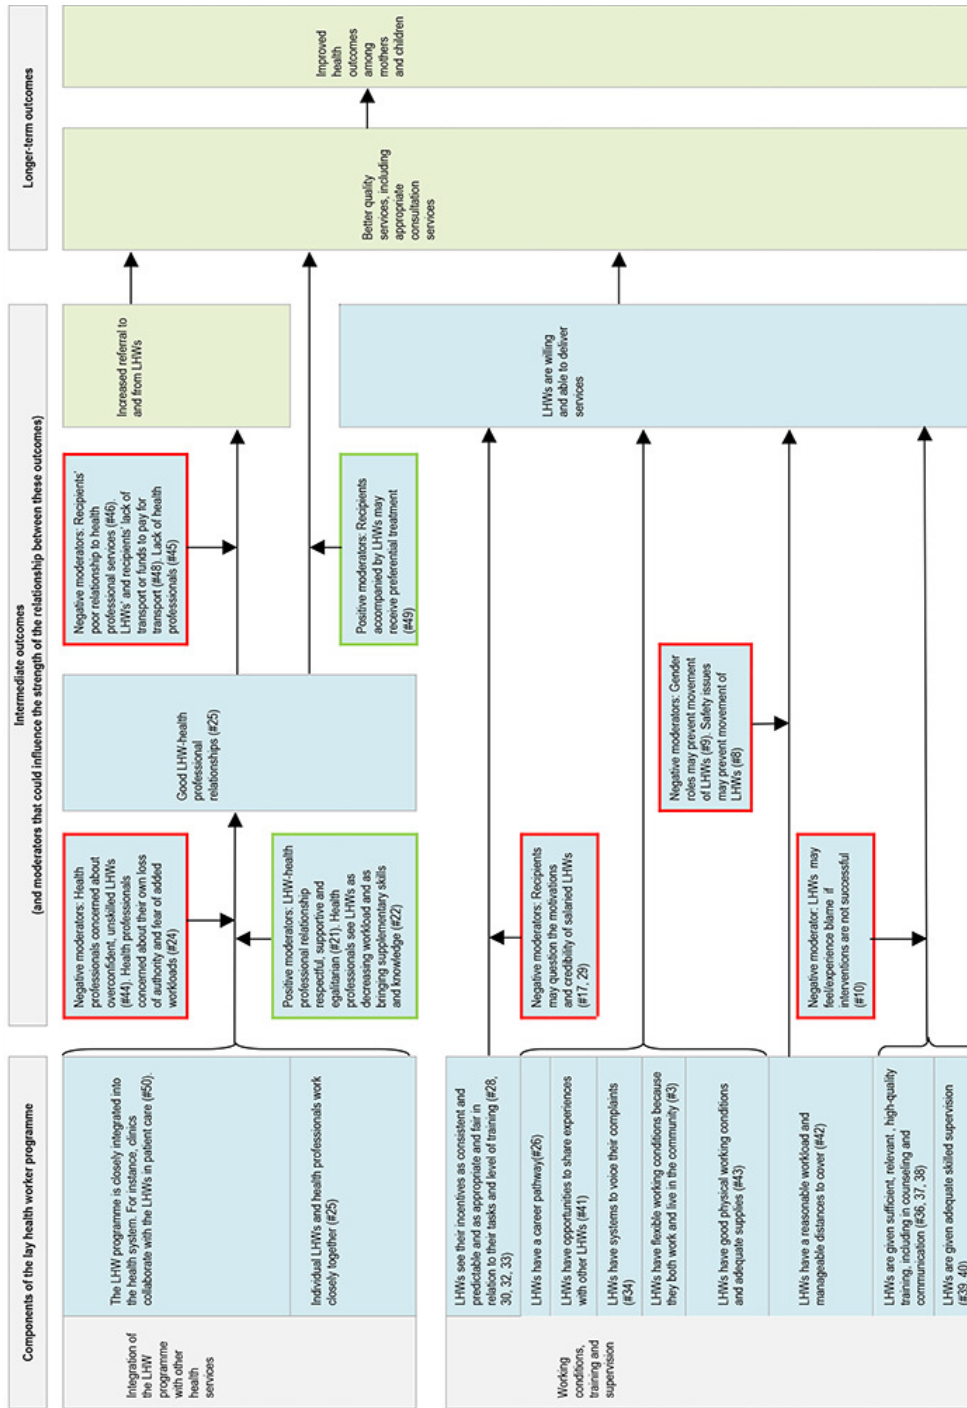 Components of the lay health worker programme
Intermediate outcomes
(and moderators that could influence the strength of the relationship between these outcomes)
Longer-term outcomes
Integration of
the LHW
programme
with other
health
services
The LHW programme is closely integrated into
the health system. For instance, clinics
collaborate with the LHWs in patient care (#50).
Individual LHWs and health professionals work
closely together (#25)
Negative moderators: Health
professionals concerned about
overconfident, unskilled LHWs
(#44). Health professionals
concerned about their own loss
of authority and fear of added
workloads (#24)
Positive moderators: LHW-health
professional relationship
respectful, supportive and
egalitarian (#21). Health
professionals see LHWs as
decreasing workload and as
bringing supplementary skills
and knowledge (#22)
Good LHW-health
professional
relationships (#25)
Negative moderators: Recipients'
poor relationship to health
professional services (#46).
LHWs' and recipients' lack of
transport or funds to pay for
transport (#48). Lack of health
professionals (#45)
Positive moderators: Recipients
accompanied by LHWs may
receive preferential treatment
(#49)
Increased referral to
and from LHWs
Better quality
services, including
appropriate
consultation
services
Improved
health
outcomes
among
mothers
and children
Working
conditions,
training and
supervision
LHWs see their incentives as consistent and
predictable and as appropriate and fair in
relation to their tasks and level of training (#28,
30, 32, 33)
LHWs have a career pathway(#26)
LHWs have opportunities to share experiences
with other LHWs (#41)
LHWs have systems to voice their complaints
(#34)
LHWs have flexible working conditions because
they both work and live in the community (#3)
LHWs have good physical working conditions
and adequate supplies (#43)
LHWs have a reasonable workload and
manageable distances to cover (#42)
LHWs are given sufficient, relevant , high-quality
training, including in counseling and
communication (#36, 37, 38)
LHWs are given adequate skilled supervision
(#39, 40)
Negative moderators: Recipients
may question the motivations
and credibility of salaried LHWs
(#17, 29)
Negative moderators: Gender
roles may prevent movement
of LHWs (#9). Safety issues
may prevent movement of
LHWs (#8)
Negative moderator: LHWs may
feel/experience blame if
interventions are not successful
(#10)
LHWs are willing
and able to deliver
services